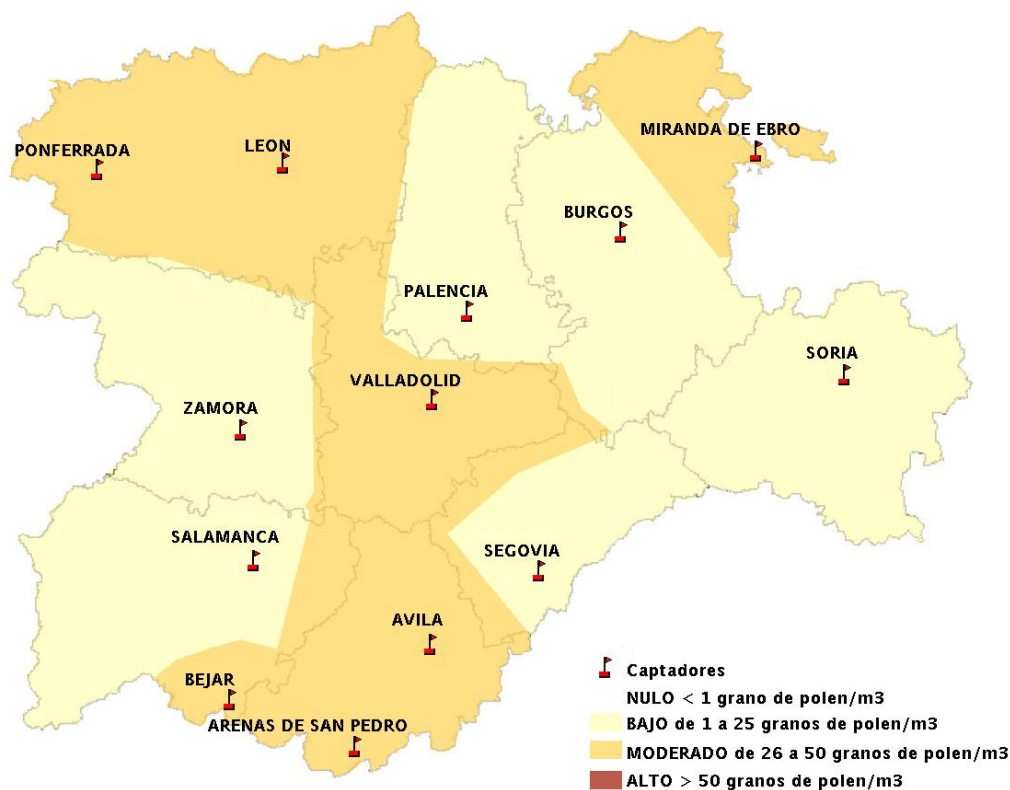 MIRANDA DE EBRO
LEON
PONFERRADA
BURGOS
PALENCIA
SORIA
VALLADOLID
ZAMORA
SALAMANCA
SEGOVIA
AVILA
BEJAR
ARENAS DE SAN PEDRO
Captadores
NULO < 1 grano de polen/m3
BAJO de 1 a 25 granos de polen/m3
MODERADO de 26 a 50 granos de polen/m3
ALTO > 50 granos de polen/m3